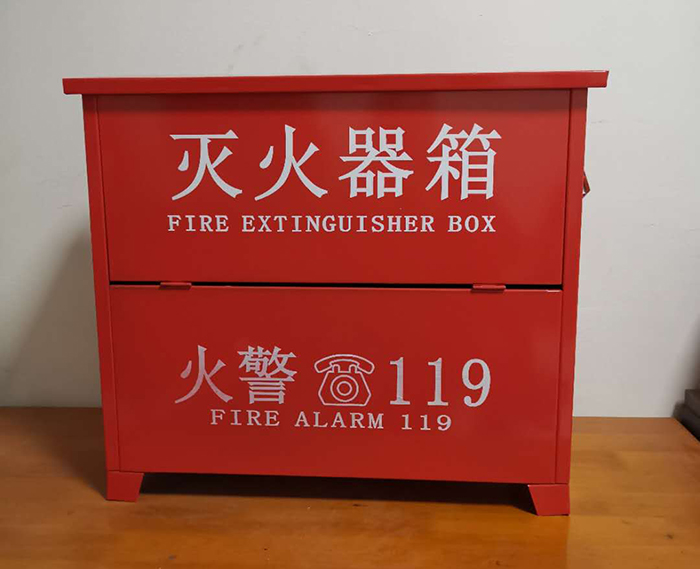 灭火器箱
FIRE EXTINGUISHER BOX
火警 119
FIRE ALARM 119